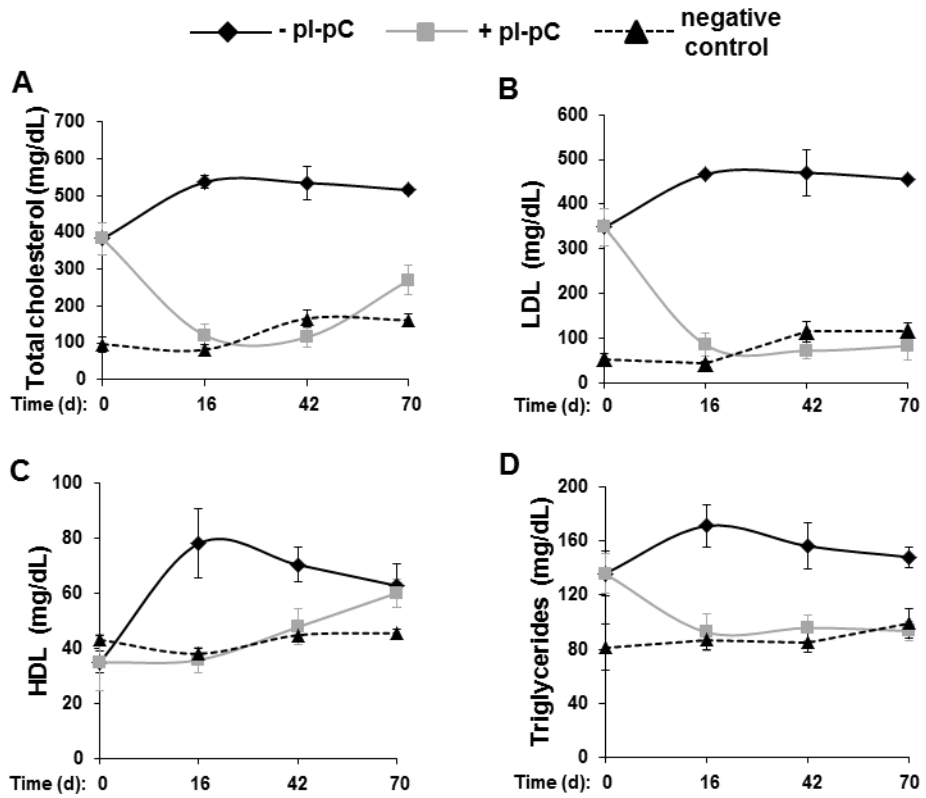 - pI-pC + pI-pC negative
control
A
Total cholesterol (mg/dL)
700
600
500
400
300
200
100
0
Time (d): 0 16 42 70
B
LDL (mg/dL)
600
500
400
300
200
100
0
Time (d): 0 16 42 70
C
HDL (mg/dL)
100
80
60
40
20
0
Time (d): 0 16 42 70
D
Triglycerides (mg/dL)
200
160
120
80
40
0
Time (d): 0 16 42 70